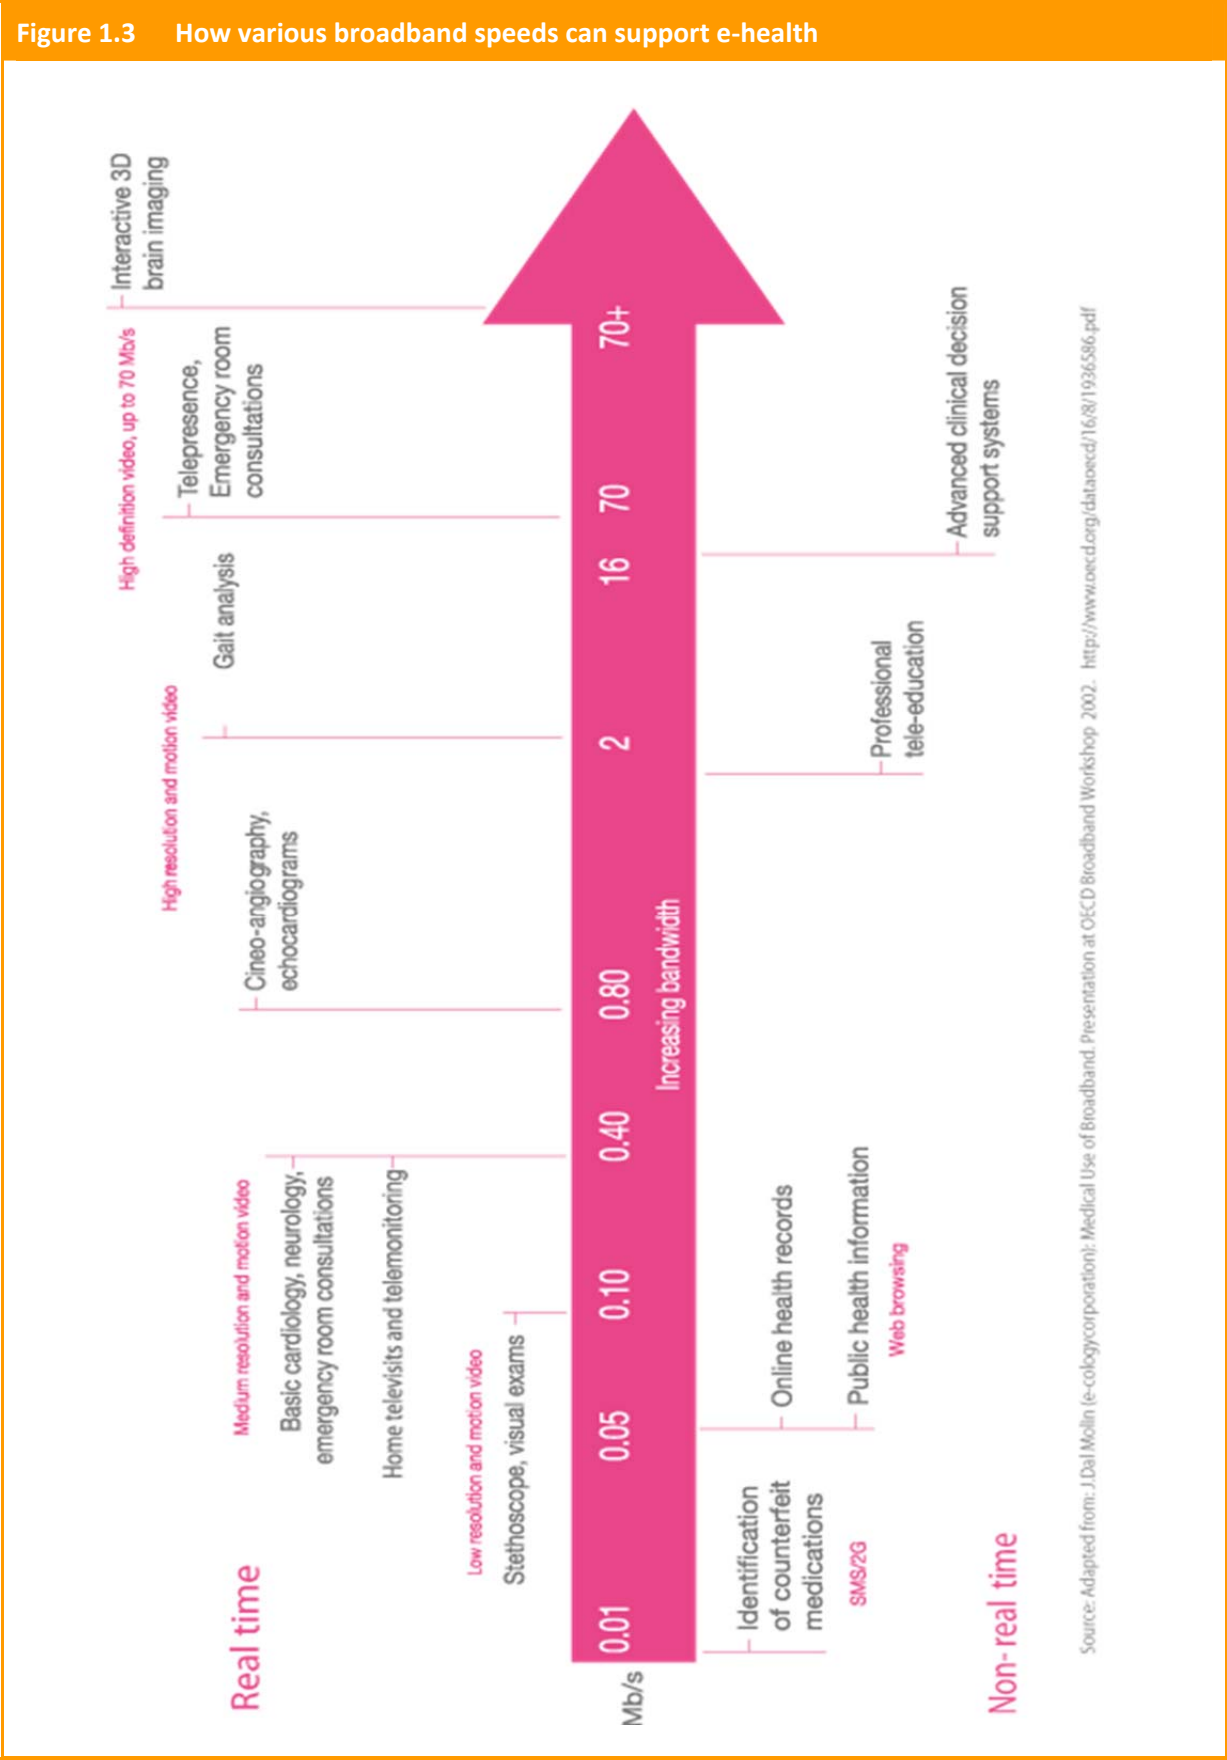 Figure 1.3 How various broadband speeds can support e-health
Real time
Low resolution and motion video
Stethoscope, visual exams
Medium resolution and motion video
Basic cardiology, neurology,
emergency room consultations
Home televisits and telemonitoring
High resolution and motion video
Cineo-angiography,
echocardiograms
Gait analysis
High definition video, up to 70 Mb/s
Telepresence,
Emergency room
consultations
Interactive 3D
brain imaging
Mb/s 0.01 0.05 0.10 0.40 0.80 2 16 70 70+
Increasing bandwidth
Identification
of counterfeit
medications
SMS/2G
Online health records
Public health information
Web browsing
Professional
tele-education
Advanced clinical decision
support systems
Non- real time
Source: Adapted from: J.Dal Molin (e-cologycorporation): Medical Use of Broadband. Presentation at OECD Broadband Workshop 2002. http://www.oecd.org/dataoecd/16/8/1936586.pdf